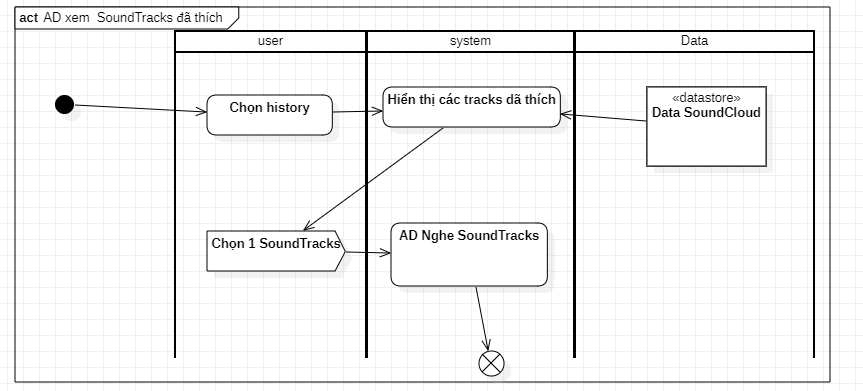 act AD xem SoundTracks đã thích
user
system
Data
Chọn history
Hiển thị các tracks dã thích
«datastore»
Data SoundCloud
Chọn 1 SoundTracks
AD Nghe SoundTracks